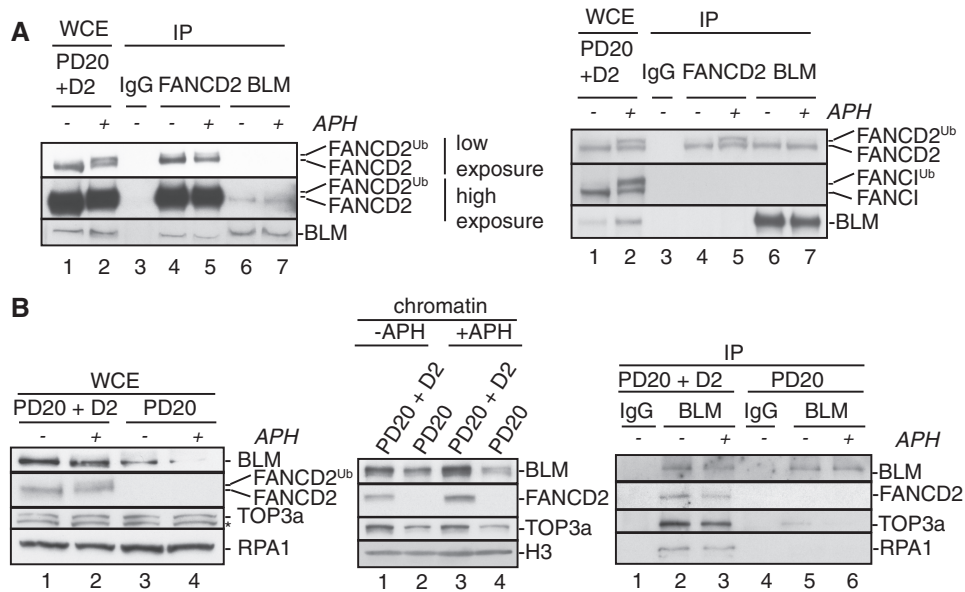 A
WCE
IP
PD20
+D2
IgG FANCD2 BLM
- + - - + - + APH
FANCD2Ub
FANCD2
low
exposure
FANCD2Ub
FANCD2
high
exposure
-BLM
1 2 3 4 5 6 7
WCE
IP
PD20
+D2
IgG FANCD2 BLM
- + - - + - + APH
FANCD2Ub
FANCD2
FANCIUb
FANCI
-BLM
1 2 3 4 5 6 7
B
WCE
PD20 + D2 PD20
- + - + APH
- BLM
FANCD2Ub
FANCD2
-TOP3a
*
- RPA1
1 2 3 4
chromatin
-APH +APH
PD20 + D2
PD20
PD20 + D2
PD20
-BLM
-FANCD2
-TOP3a
-H3
1 2 3 4
IP
PD20 + D2 PD20
IgG BLM IgG BLM
- - + - - + APH
-BLM
-FANCD2
-TOP3a
-RPA1
1 2 3 4 5 6